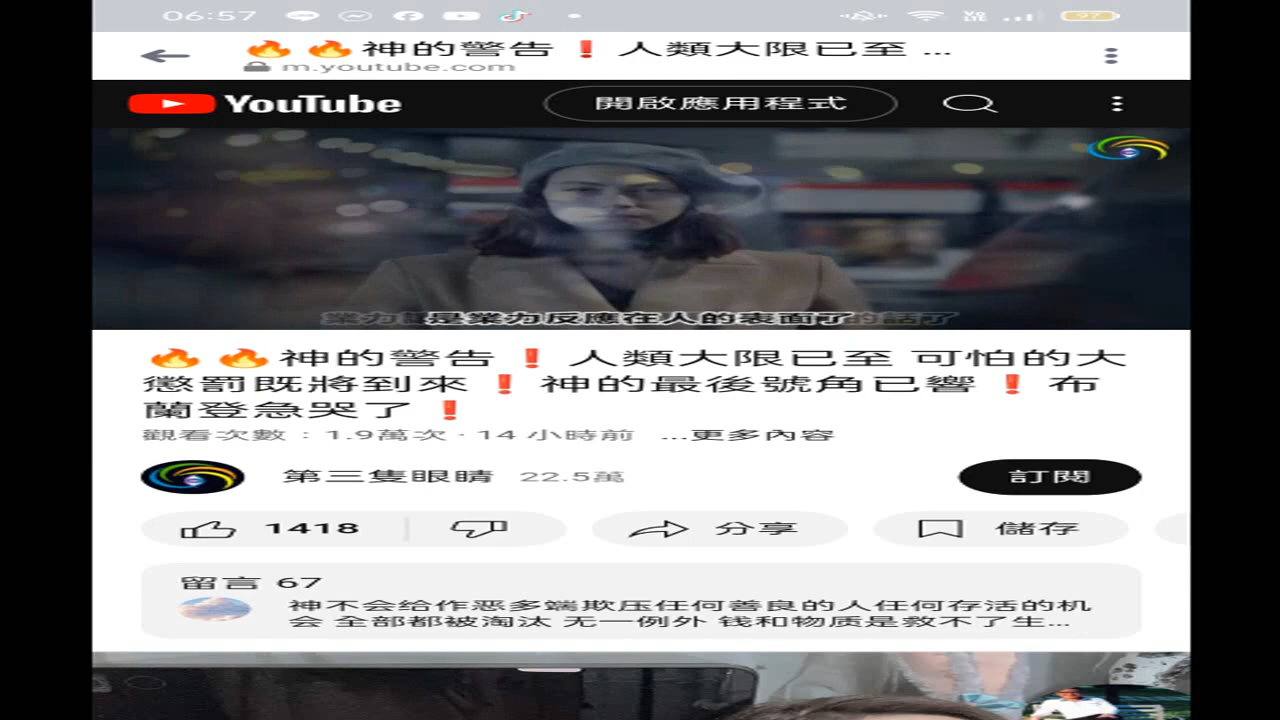 06:57
97
🔥🔥神的警告❗人類大限已至 ...
m.youtube.com
YouTube
開啟應用程式
是業力反應在人的表面了
🔥🔥神的警告❗人類大限已至 可怕的大
懲罰既將到來❗神的最後號角已響❗布
蘭登急哭了❗
觀看次數：1.9萬次 · 14 小時前 ...更多內容
第三隻眼睛 22.5萬
訂閱
1418
分享
儲存
留言 67
神不会给作恶多端欺压任何善良的人任何存活的机
会 全部都被淘汰 无一例外 钱和物质是救不了生...